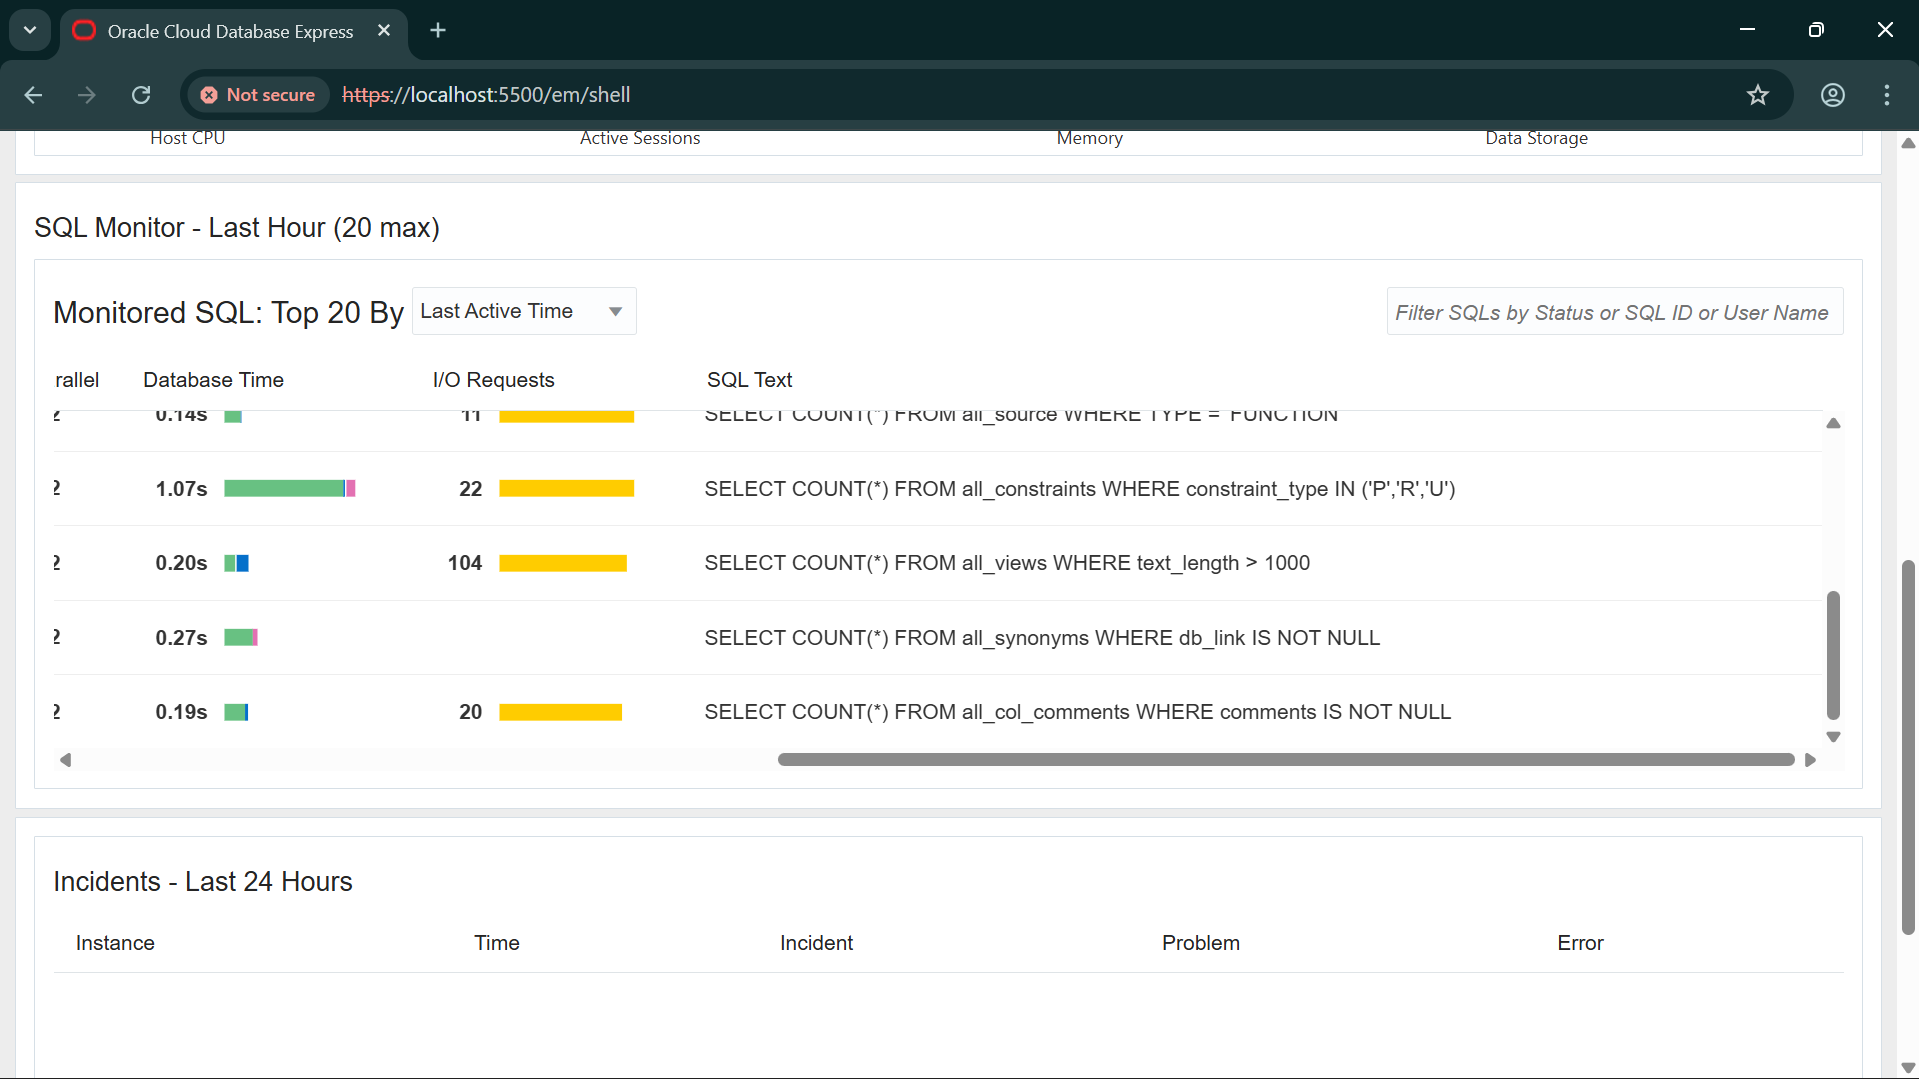 Oracle Cloud Database Express
Not secure https://localhost:5500/em/shell
Host CPU Active Sessions Memory Data Storage
SQL Monitor - Last Hour (20 max)
Monitored SQL: Top 20 By Last Active Time Filter SQLs by Status or SQL ID or User Name
rallel Database Time I/O Requests SQL Text
2 0.14s 11 SELECT COUNT(*) FROM all_source WHERE TYPE = 'FUNCTION'
2 1.07s 22 SELECT COUNT(*) FROM all_constraints WHERE constraint_type IN ('P','R','U')
2 0.20s 104 SELECT COUNT(*) FROM all_views WHERE text_length > 1000
2 0.27s SELECT COUNT(*) FROM all_synonyms WHERE db_link IS NOT NULL
2 0.19s 20 SELECT COUNT(*) FROM all_col_comments WHERE comments IS NOT NULL
Incidents - Last 24 Hours
Instance Time Incident Problem Error